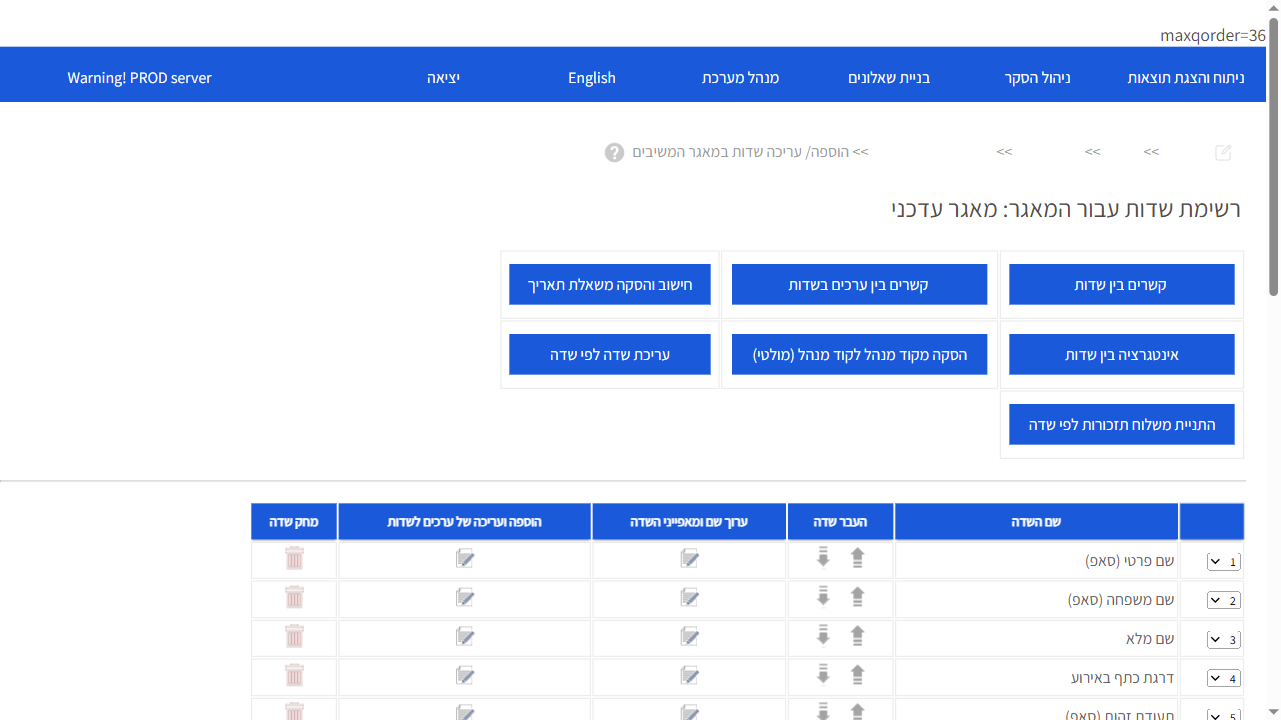 maxqorder=36
ניתוח והצגת תוצאות ניהול הסקר בניית שאלונים מנהל מערכת English יציאה Warning! PROD server
>> >> >> >> הוספה/ עריכה שדות במאגר המשיבים ?
רשימת שדות עבור המאגר: מאגר עדכני
קשרים בין שדות קשרים בין ערכים בשדות חישוב והסקה משאלת תאריך
אינטגרציה בין שדות הסקה מקוד מנהל לקוד מנהל (מולטי) עריכת שדה לפי שדה
התניית משלוח תזכורות לפי שדה
שם השדה העבר שדה ערוך שם ומאפייני השדה הוספה ועריכה של ערכים לשדות מחק שדה
1 שם פרטי (סאפ)
2 שם משפחה (סאפ)
3 שם מלא
4 דרגת כתף באירוע
5 תעודת זהות (סאפ)